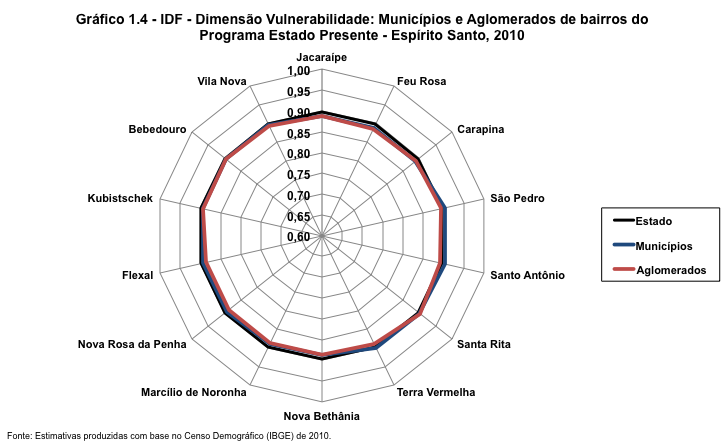 Gráfico 1.4 - IDF - Dimensão Vulnerabilidade: Municípios e Aglomerados de bairros do
Programa Estado Presente - Espírito Santo, 2010
Jacaraípe
1,00
Vila Nova
Feu Rosa
0,95
0,90
Bebedouro
Carapina
0,85
0,80
0,75
Kubistschek
São Pedro
0,70
0,65
Estado
0,60
Municípios
Aglomerados
Flexal
Santo Antônio
Nova Rosa da Penha
Santa Rita
Marcílio de Noronha
Terra Vermelha
Nova Bethânia
Fonte: Estimativas produzidas com base no Censo Demográfico (IBGE) de 2010.